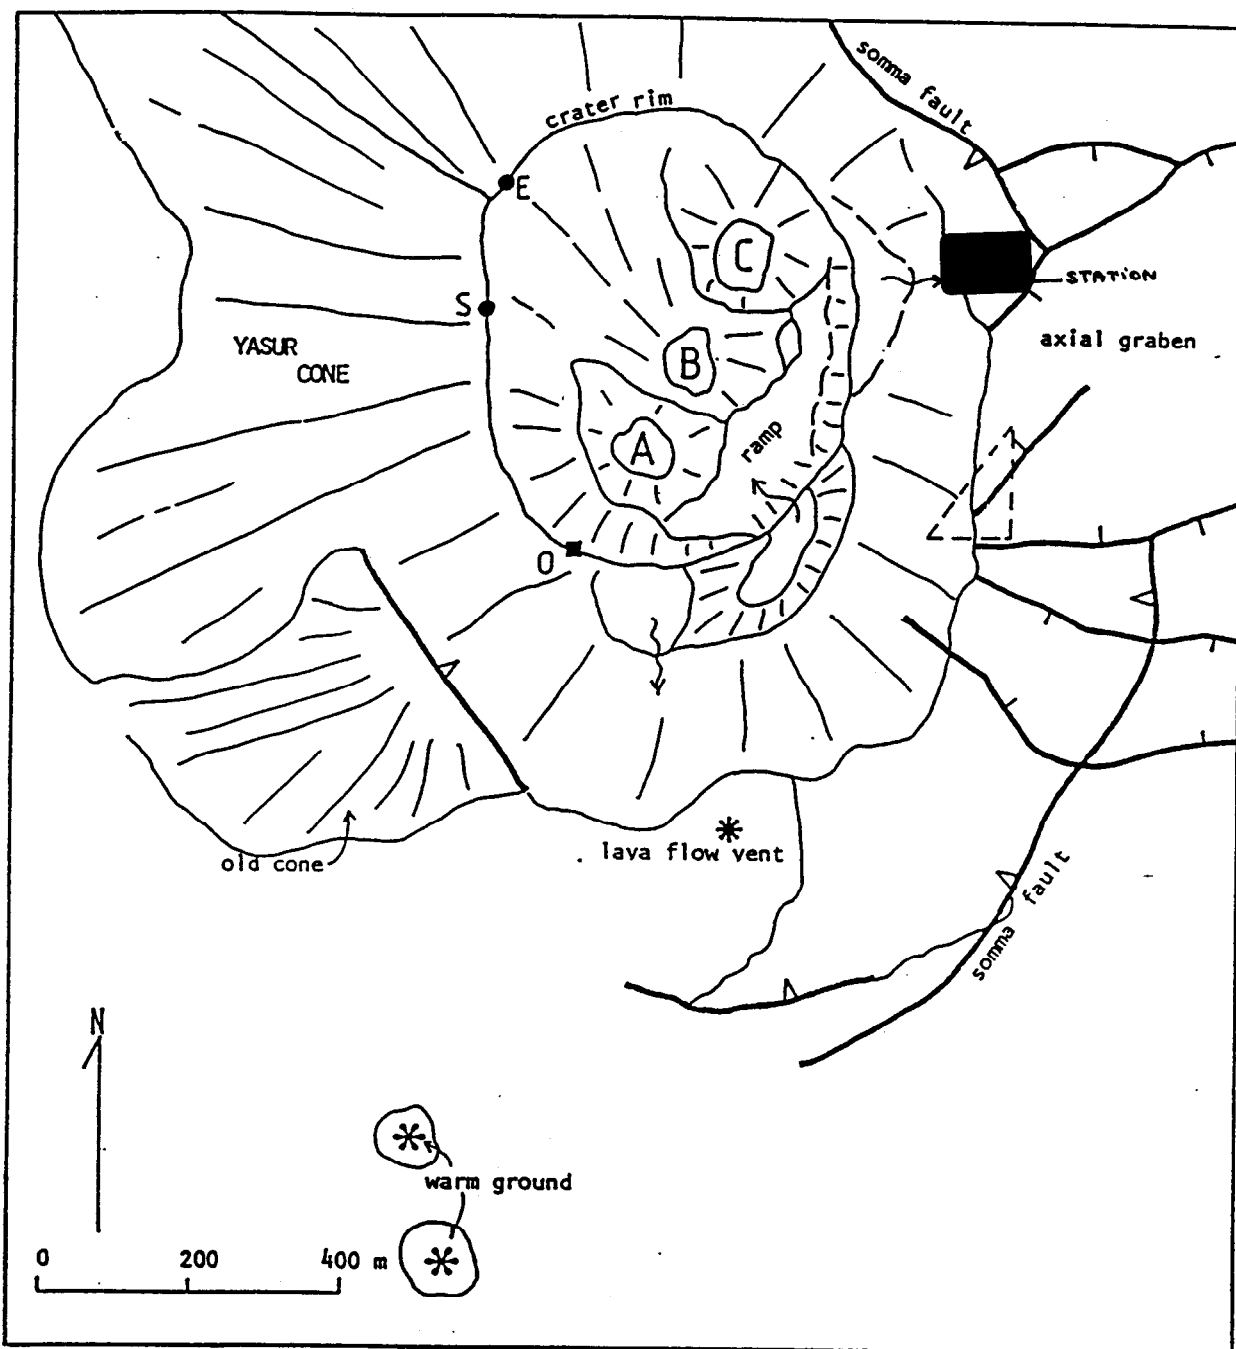 somma fault
crater rim
E
C
STATION
S
YASUR
CONE
B
axial graben
A
ramp
O
lava flow vent
old cone
somma fault
N
warm ground
0 200 400 m